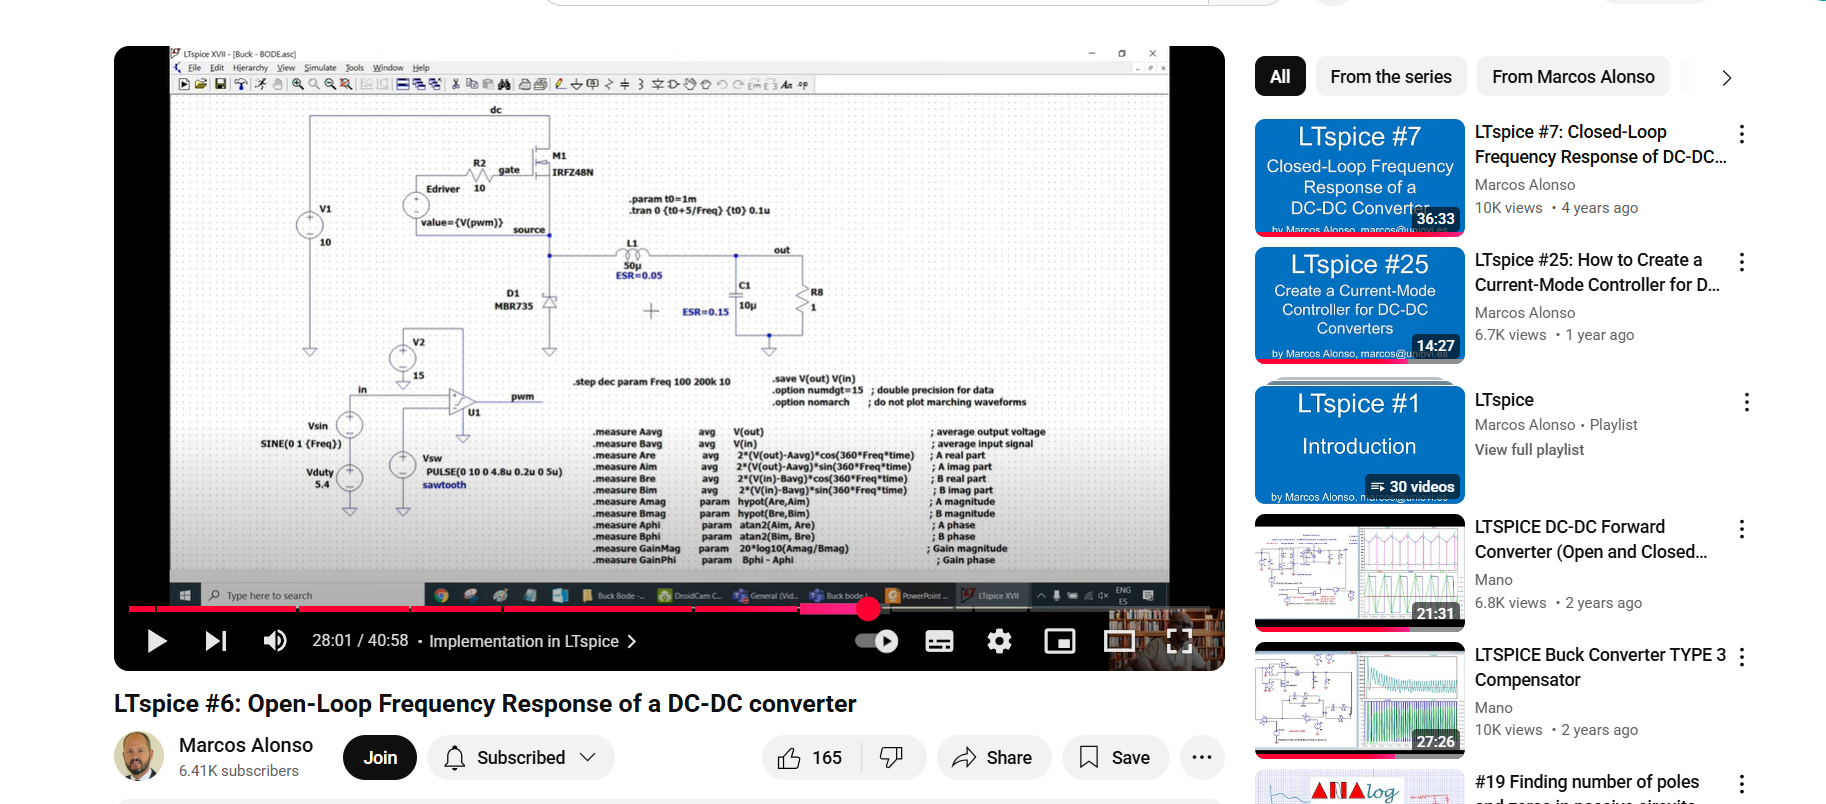 LTspice XVII - [Buck - BODE.asc]
File Edit Hierarchy View Simulate Tools Window Help
dc
M1
IRFZ48N
R2
gate
10
Edriver
value={V(pwm)}
source
V1
10
.param t0=1m
.tran 0 {t0+5/Freq} {t0} 0.1u
L1
50µ
ESR=0.05
out
D1
MBR735
C1
10µ
ESR=0.15
R8
1
V2
15
in
pwm
U1
Vsin
SINE(0 1 {Freq})
Vduty
5.4
Vsw
PULSE(0 10 0 4.8u 0.2u 0 5u)
sawtooth
.step dec param Freq 100 200k 10
.save V(out) V(in)
.option numdgt=15 ; double precision for data
.option nomarch ; do not plot marching waveforms
.measure Aavg avg V(out) ; average output voltage
.measure Bavg avg V(in) ; average input signal
.measure Are avg 2*(V(out)-Aavg)*cos(360*Freq*time) ; A real part
.measure Aim avg 2*(V(out)-Aavg)*sin(360*Freq*time) ; A imag part
.measure Bre avg 2*(V(in)-Bavg)*cos(360*Freq*time) ; B real part
.measure Bim avg 2*(V(in)-Bavg)*sin(360*Freq*time) ; B imag part
.measure Amag param hypot(Are,Aim) ; A magnitude
.measure Bmag param hypot(Bre,Bim) ; B magnitude
.measure Aphi param atan2(Aim, Are) ; A phase
.measure Bphi param atan2(Bim, Bre) ; B phase
.measure GainMag param 20*log10(Amag/Bmag) ; Gain magnitude
.measure GainPhi param Bphi - Aphi ; Gain phase
Type here to search
Buck Bode -... DroidCam C... General (Vid... Buck bode. PowerPoint ... LTspice XVII ENG
ES
28:01 / 40:58 • Implementation in LTspice
LTspice #6: Open-Loop Frequency Response of a DC-DC converter
Marcos Alonso
6.41K subscribers
Join
Subscribed
165
Share
Save
All
From the series
From Marcos Alonso
LTspice #7
Closed-Loop Frequency
Response of a
DC-DC Converter
by Marcos Alonso, marcos@uniovi.es
36:33
LTspice #7: Closed-Loop
Frequency Response of DC-DC...
Marcos Alonso
10K views • 4 years ago
LTspice #25
Create a Current-Mode
Controller for DC-DC
Converters
by Marcos Alonso, marcos@uniovi.es
14:27
LTspice #25: How to Create a
Current-Mode Controller for D...
Marcos Alonso
6.7K views • 1 year ago
LTspice #1
Introduction
by Marcos Alonso,
30 videos
LTspice
Marcos Alonso • Playlist
View full playlist
21:31
LTSPICE DC-DC Forward
Converter (Open and Closed...
Mano
6.8K views • 2 years ago
27:26
LTSPICE Buck Converter TYPE 3
Compensator
Mano
10K views • 2 years ago
ANAlog
#19 Finding number of poles